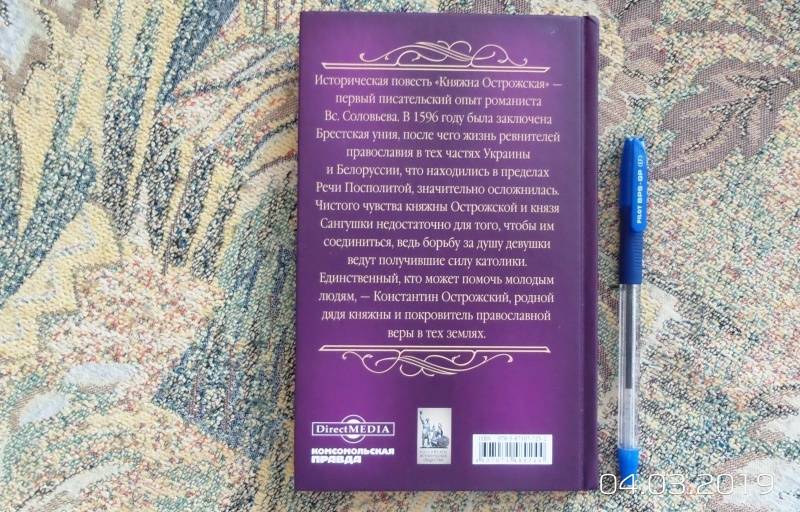 Историческая повесть «Княжна Острожская» —
первый писательский опыт романиста
Вс. Соловьева. В 1596 году была заключена
Брестская уния, после чего жизнь ревнителей
православия в тех частях Украины
и Белоруссии, что находились в пределах
Речи Посполитой, значительно осложнилась.
Чистого чувства княжны Острожской и князя
Сангушки недостаточно для того, чтобы им
соединиться, ведь борьбу за душу девушки
ведут получившие силу католики.
Единственный, кто может помочь молодым
людям, — Константин Острожский, родной
дядя княжны и покровитель православной
веры в тех землях.
DirectMEDIA
КОМСОМОЛЬСКАЯ
ПРАВДА
ISBN
PILOT BPS-GP
04.03.2019